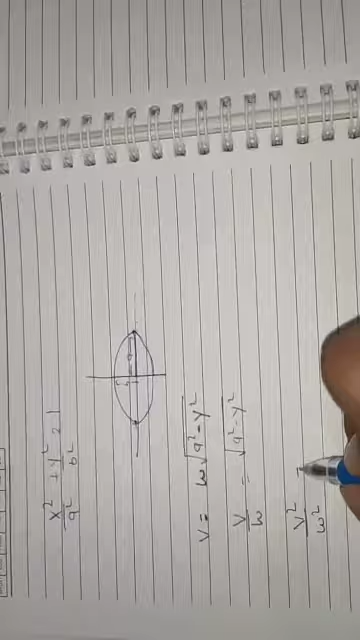 x²/a² + y²/b² = 1
a
b
V = ω√a²-y²
V/ω = √a²-y²
V²/ω² =